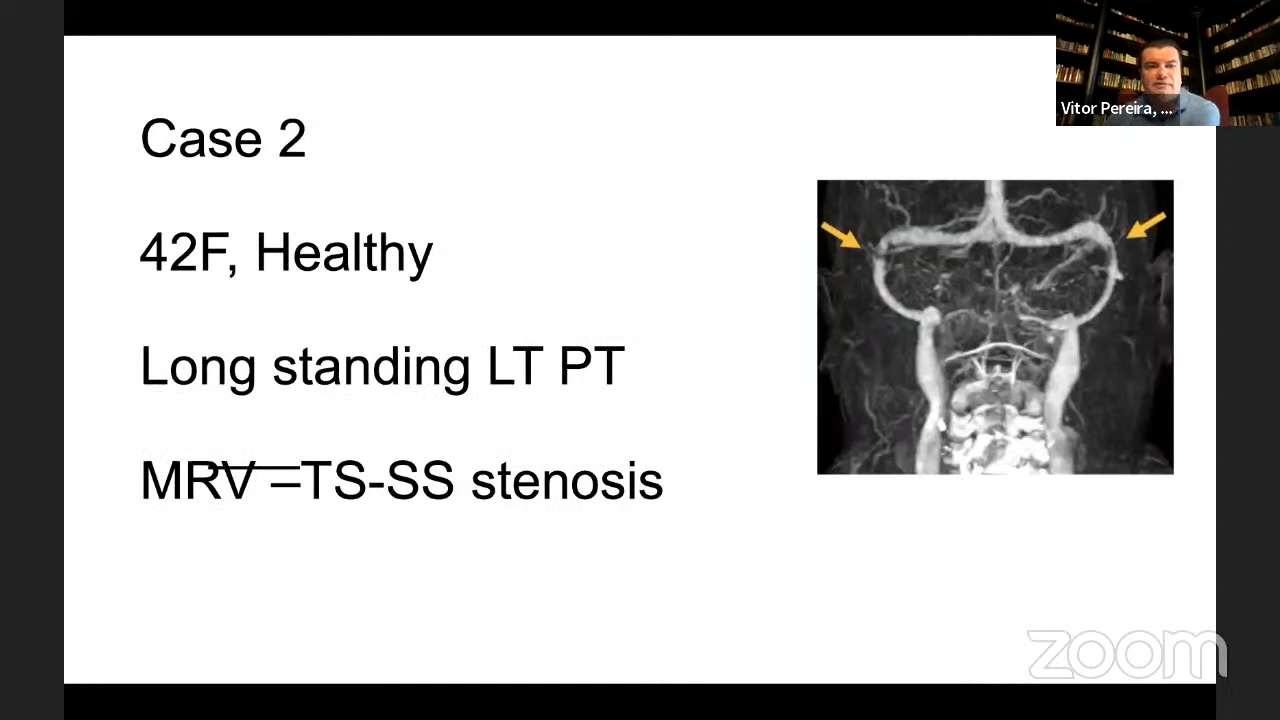 Vitor Pereira, ...
Case 2
42F, Healthy
Long standing LT PT
MRV –TS-SS stenosis
zoom